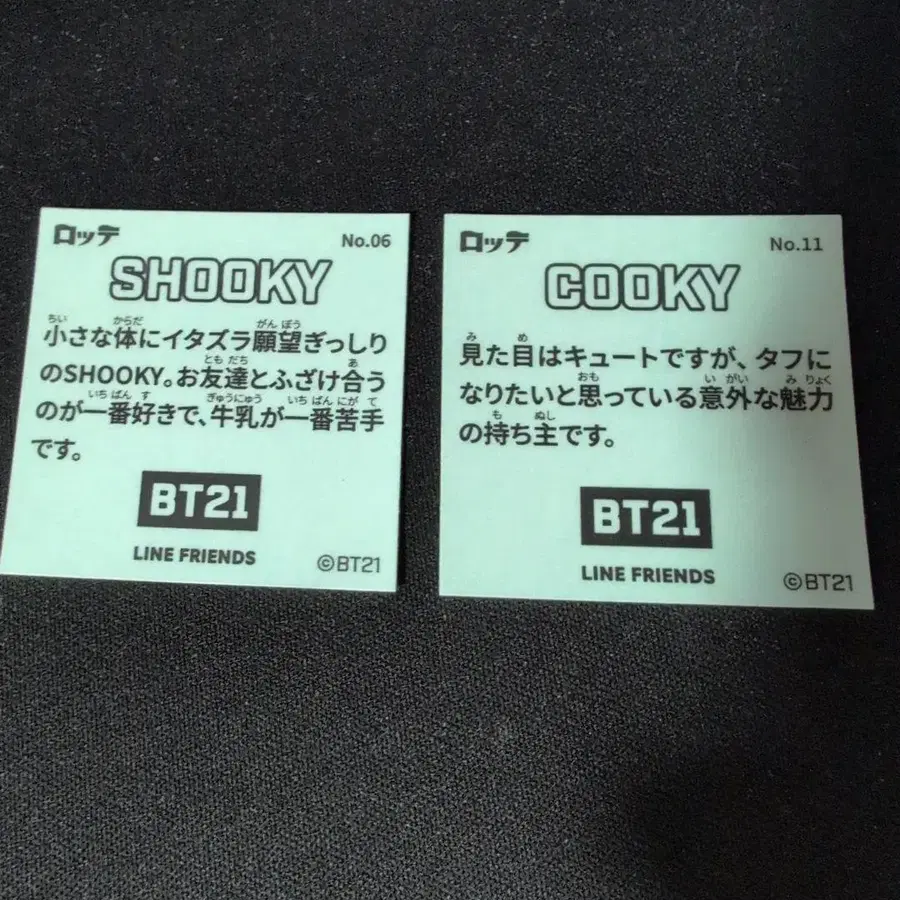 ロッテ
No.06
SHOOKY
小さな体にイタズラ願望ぎっしり
のSHOOKY。お友達とふざけ合う
のが一番好きで、牛乳が一番苦手
です。
BT21
LINE FRIENDS
©BT21
ロッテ
No.11
COOKY
見た目はキュートですが、タフに
なりたいと思っている意外な魅力
の持ち主です。
BT21
LINE FRIENDS
©BT21